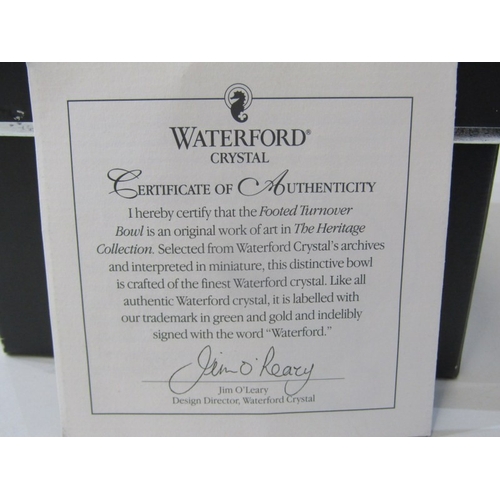 WATERFORD®
CRYSTAL
CERTIFICATE OF AUTHENTICITY
I hereby certify that the Footed Turnover
Bowl is an original work of art in The Heritage
Collection. Selected from Waterford Crystal's archives
and interpreted in miniature, this distinctive bowl
is crafted of the finest Waterford crystal. Like all
authentic Waterford crystal, it is labelled with
our trademark in green and gold and indelibly
signed with the word "Waterford."
Jim O'Leary
Jim O'Leary
Design Director, Waterford Crystal